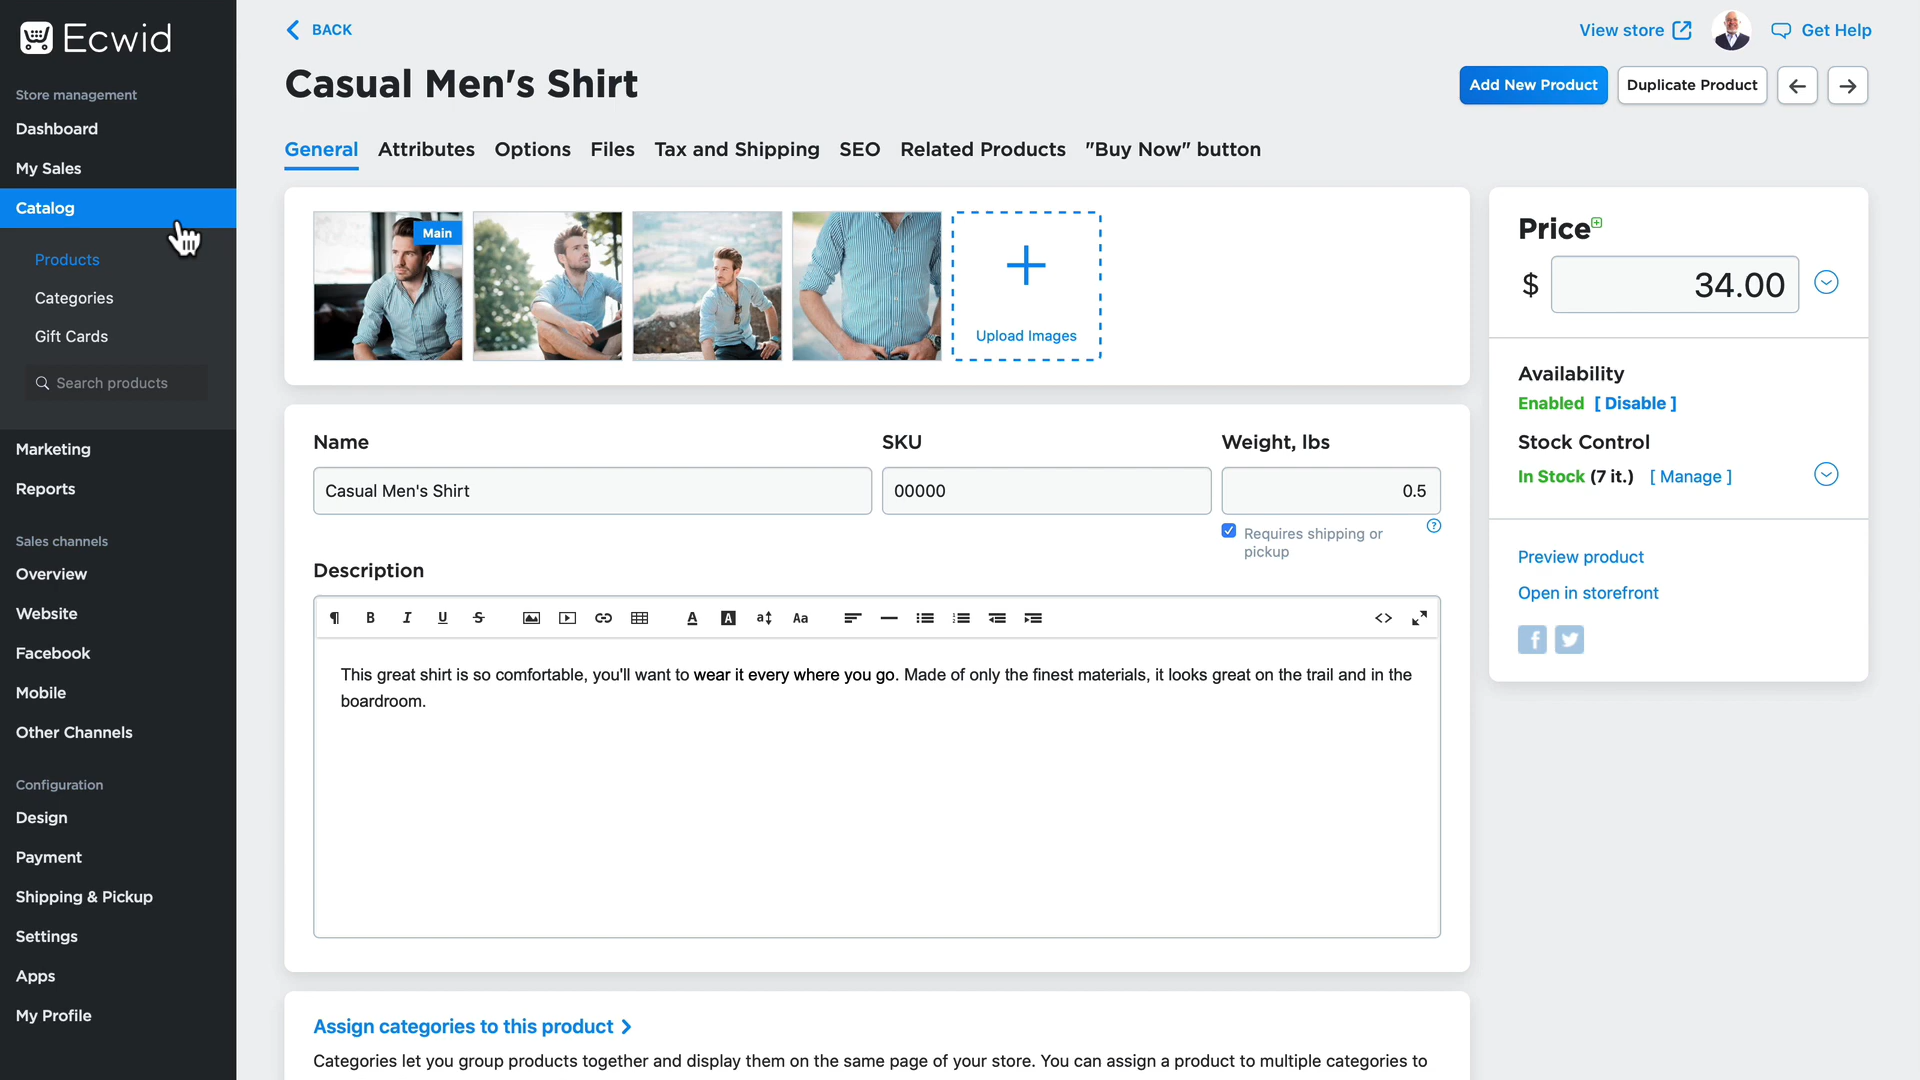 Ecwid
Store management
Dashboard
My Sales
Catalog
Products
Categories
Gift Cards
Search products
Marketing
Reports
Sales channels
Overview
Website
Facebook
Mobile
Other Channels
Configuration
Design
Payment
Shipping & Pickup
Settings
Apps
My Profile
BACK
View store
Get Help
Casual Men's Shirt
Add New Product
Duplicate Product
General
Attributes
Options
Files
Tax and Shipping
SEO
Related Products
"Buy Now" button
Main
Upload Images
Name
SKU
Weight, lbs
Casual Men's Shirt
00000
0.5
Requires shipping or
pickup
Description
This great shirt is so comfortable, you'll want to wear it every where you go. Made of only the finest materials, it looks great on the trail and in the
boardroom.
Assign categories to this product
Categories let you group products together and display them on the same page of your store. You can assign a product to multiple categories to
Price
$ 34.00
Availability
Enabled [ Disable ]
Stock Control
In Stock (7 it.) [ Manage ]
Preview product
Open in storefront